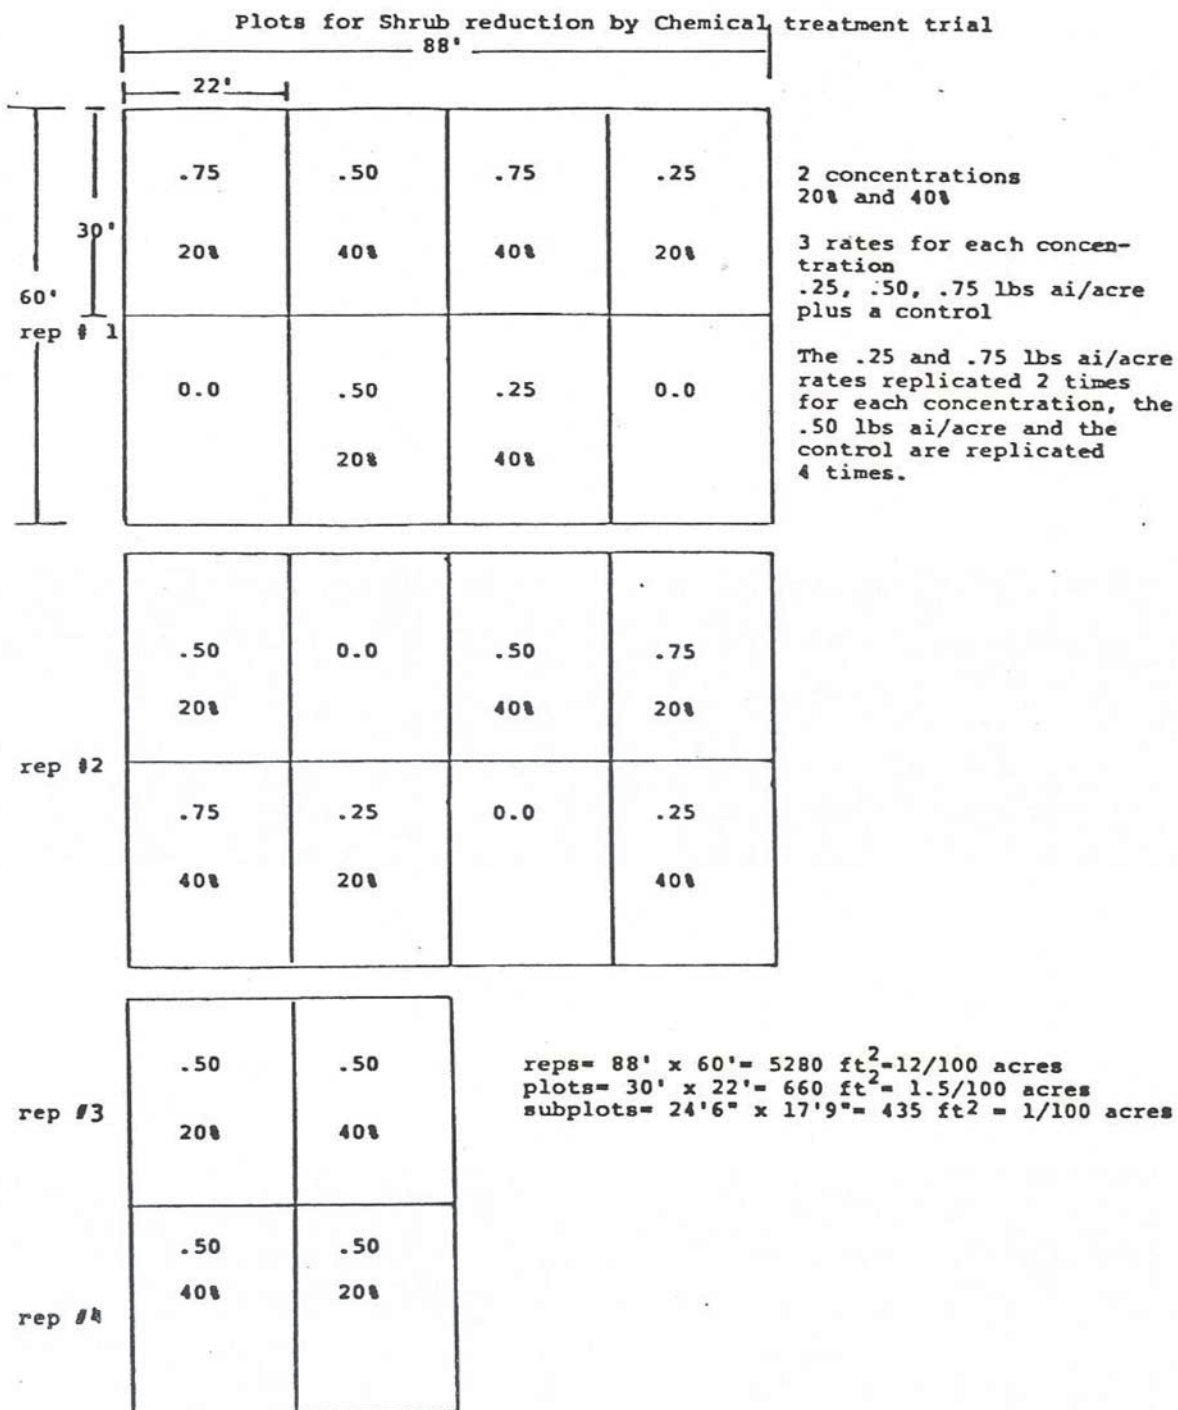 Plots for Shrub reduction by Chemical treatment trial
88'
22'
30'
60'
rep # 1
.75 .50 .75 .25
20% 40% 40% 20%
0.0 .50 .25 0.0
20% 40%
2 concentrations
20% and 40%
3 rates for each concen-
tration
.25, .50, .75 lbs ai/acre
plus a control
The .25 and .75 lbs ai/acre
rates replicated 2 times
for each concentration, the
.50 lbs ai/acre and the
control are replicated
4 times.
rep #2
.50 0.0 .50 .75
20% 40% 20%
.75 .25 0.0 .25
40% 20% 40%
rep #3
.50 .50
20% 40%
reps= 88' x 60'= 5280 ft2=12/100 acres
plots= 30' x 22'= 660 ft2= 1.5/100 acres
subplots= 24'6" x 17'9"= 435 ft2 = 1/100 acres
rep #4
.50 .50
40% 20%